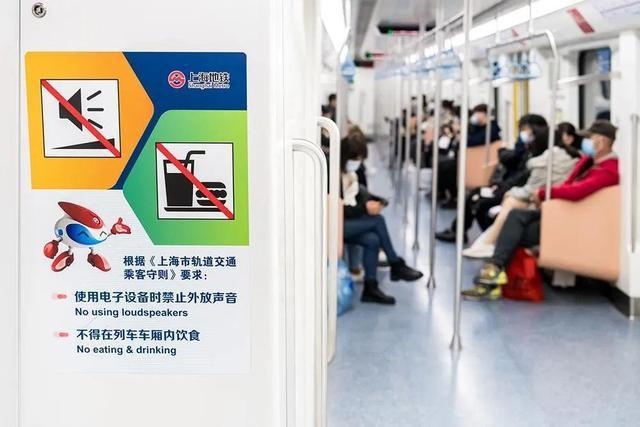 上海地铁
Shanghai Metro
根据《上海市轨道交通
乘客守则》要求：
使用电子设备时禁止外放声音
No using loudspeakers
不得在列车车厢内饮食
No eating & drinking